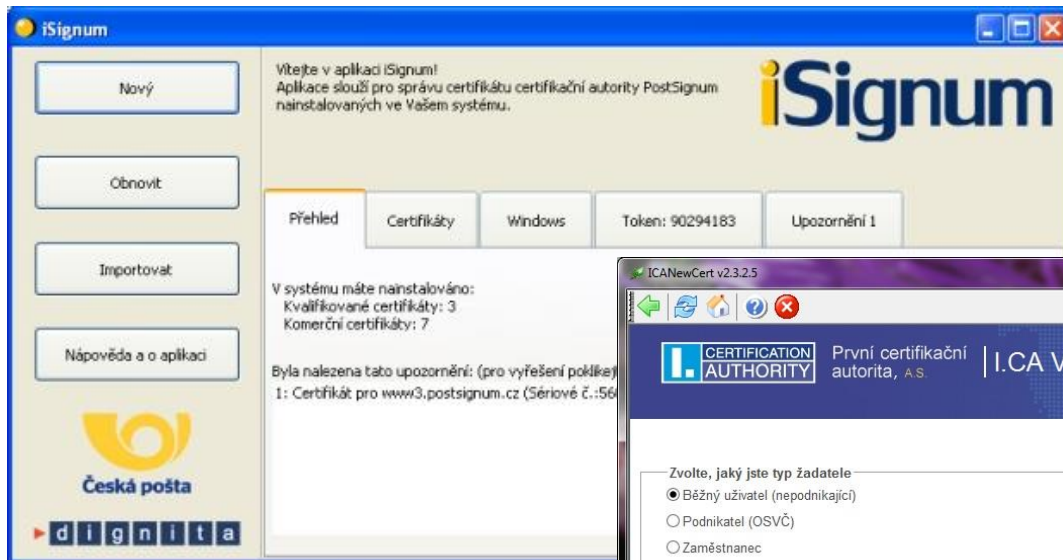 iSignum
Nový
Obnovit
Importovat
Nápověda a o aplikaci
Česká pošta
dignita
Vítejte v aplikaci iSignum!
Aplikace slouží pro správu certifikátu certifikační autority PostSignum
nainstalovaných ve Vašem systému.
iSignum
Přehled
Certifikáty
Windows
Token: 90294183
Upozornění 1
V systému máte nainstalováno:
Kvalifikované certifikáty: 3
Komerční certifikáty: 7
Byla nalezena tato upozornění: (pro vyřešení poklikej
1: Certifikát pro www3.postsignum.cz (Sériové č.:56
ICANewCert v2.3.2.5
I. CERTIFICATION
AUTHORITY
První certifikační
autorita, A.S.
I.CA V
Zvolte, jaký jste typ žadatele
Běžný uživatel (nepodnikající)
Podnikatel (OSVČ)
Zaměstnanec